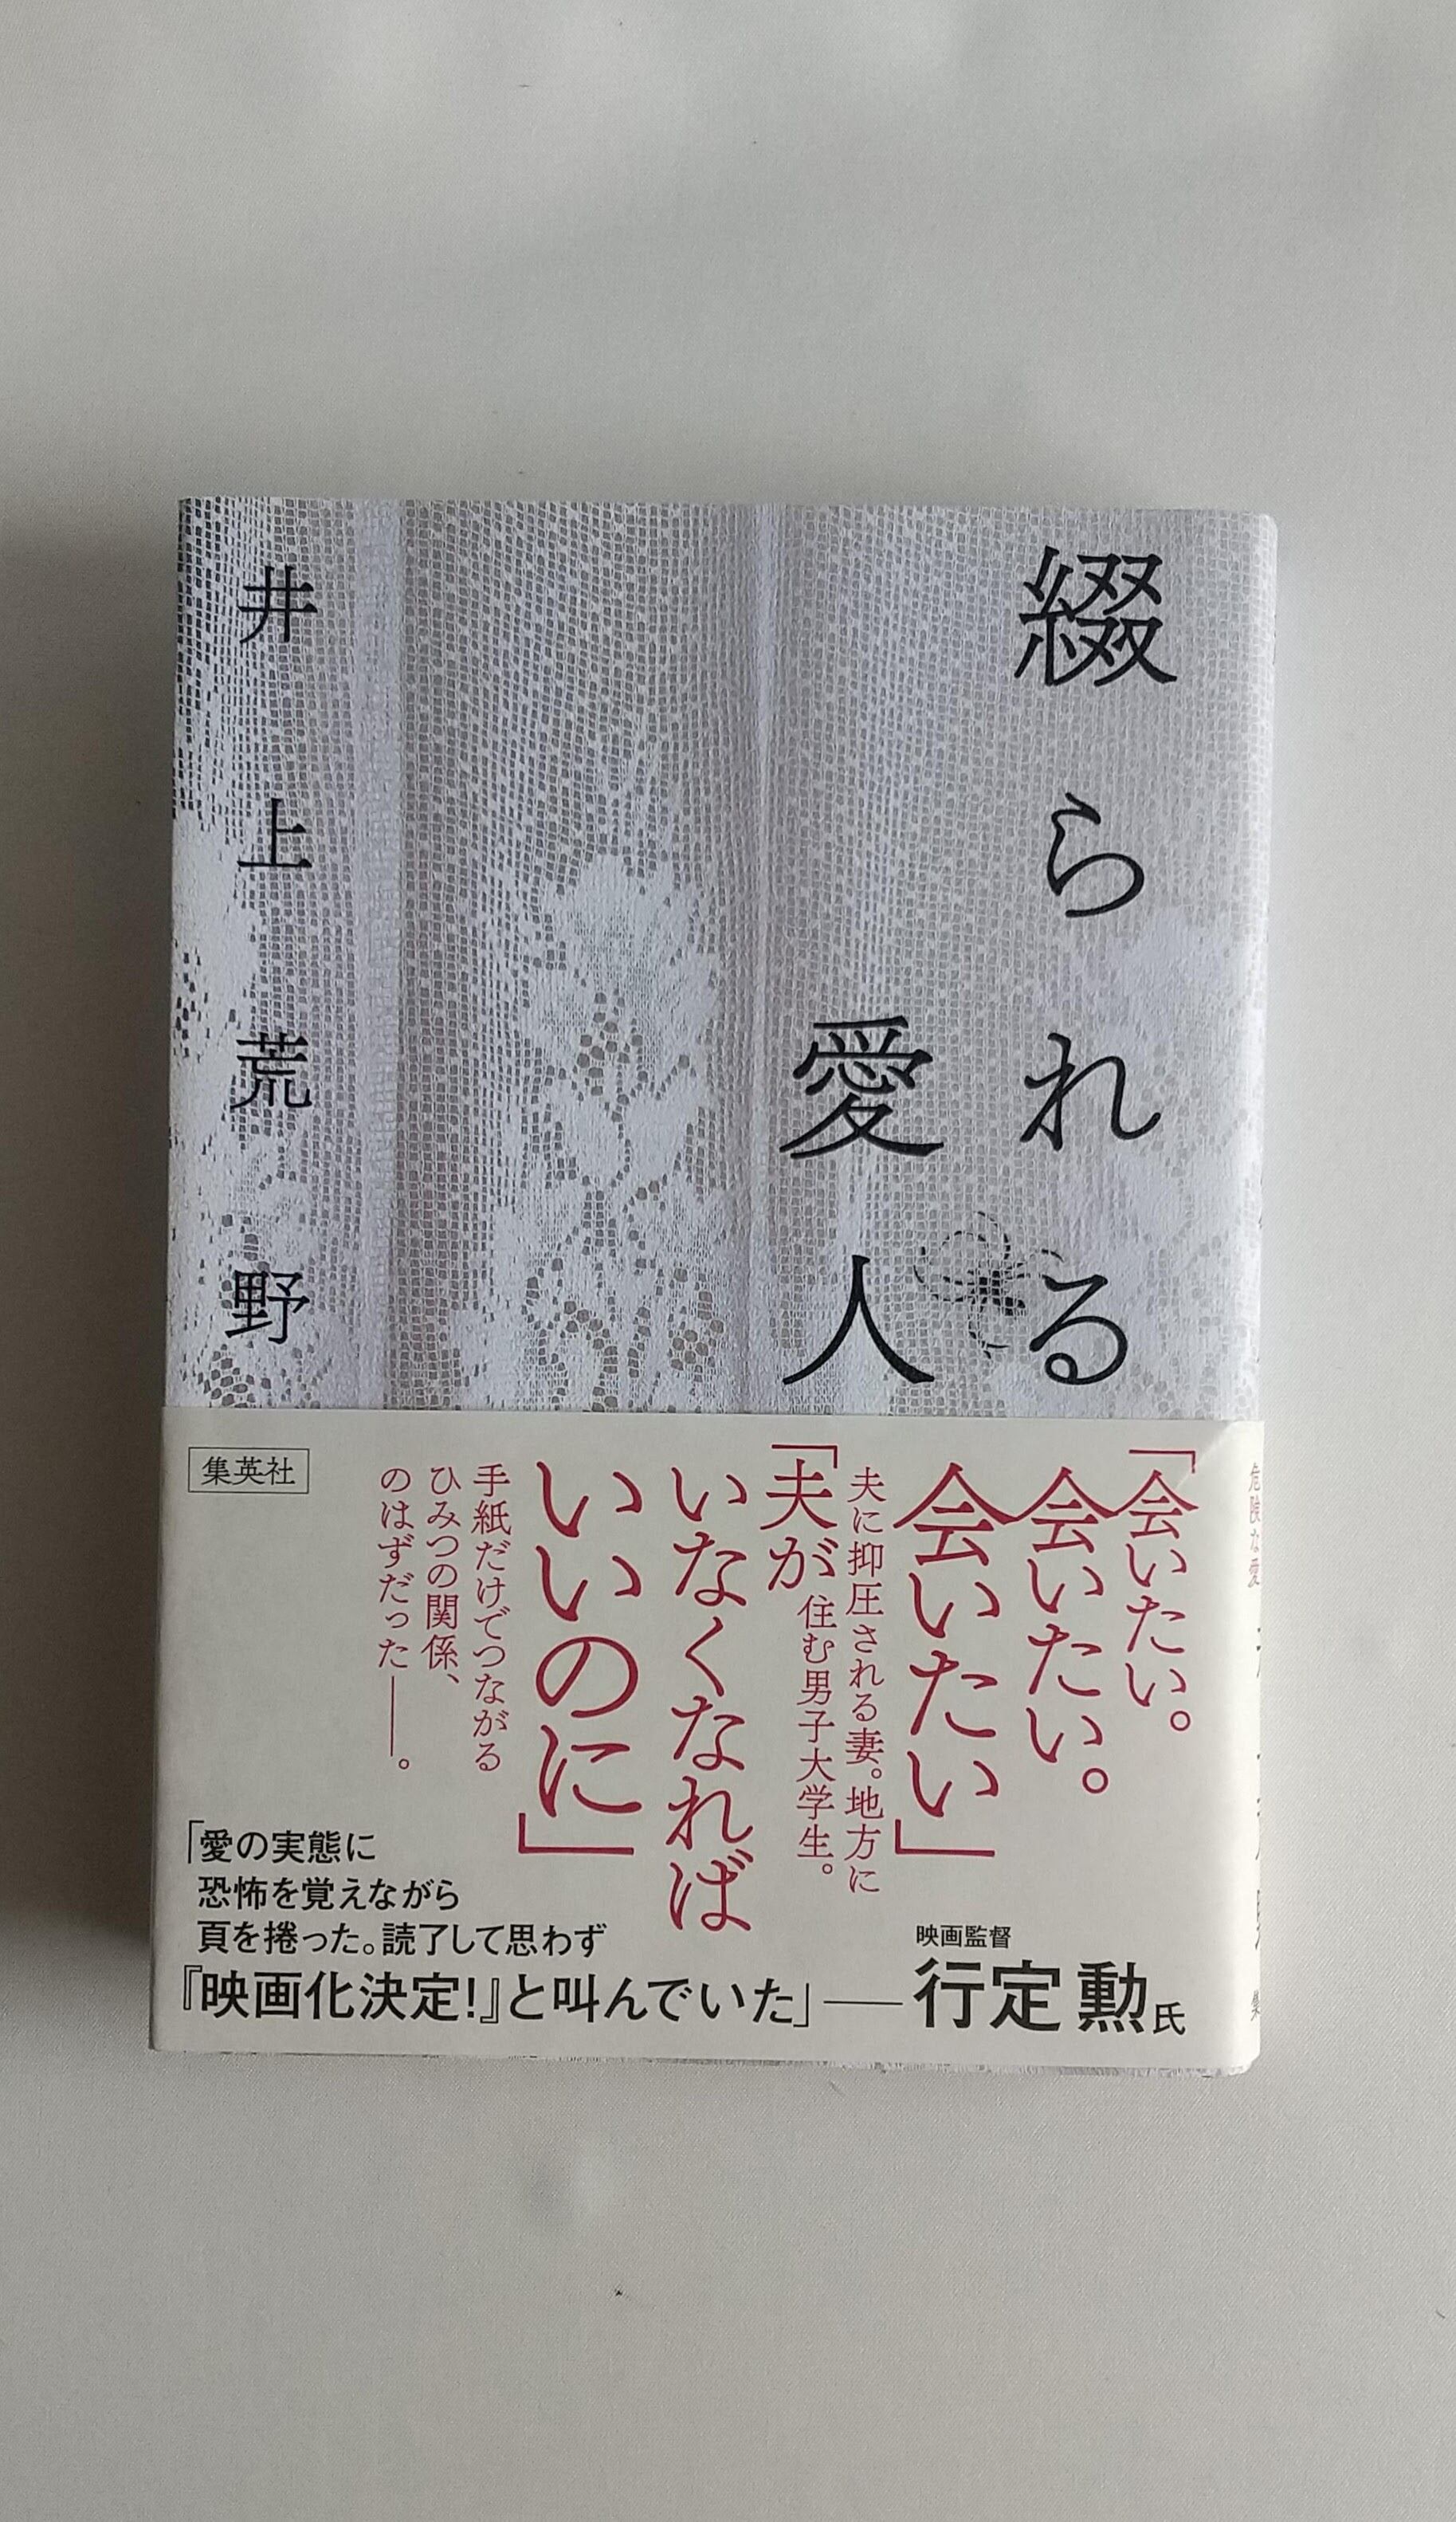 綴られる
愛人
井上荒野
「会いたい。
会いたい。
会いたい」
夫に抑圧される妻。地方に
住む男子大学生。
「夫が
いなくなれば
いいのに」
手紙だけでつながる
ひみつの関係、
のはずだった――。
集英社
「愛の実態に
恐怖を覚えながら
頁を捲った。読了して思わず
『映画化決定!』と叫んでいた」――
映画監督
行定 勲氏
危険な愛